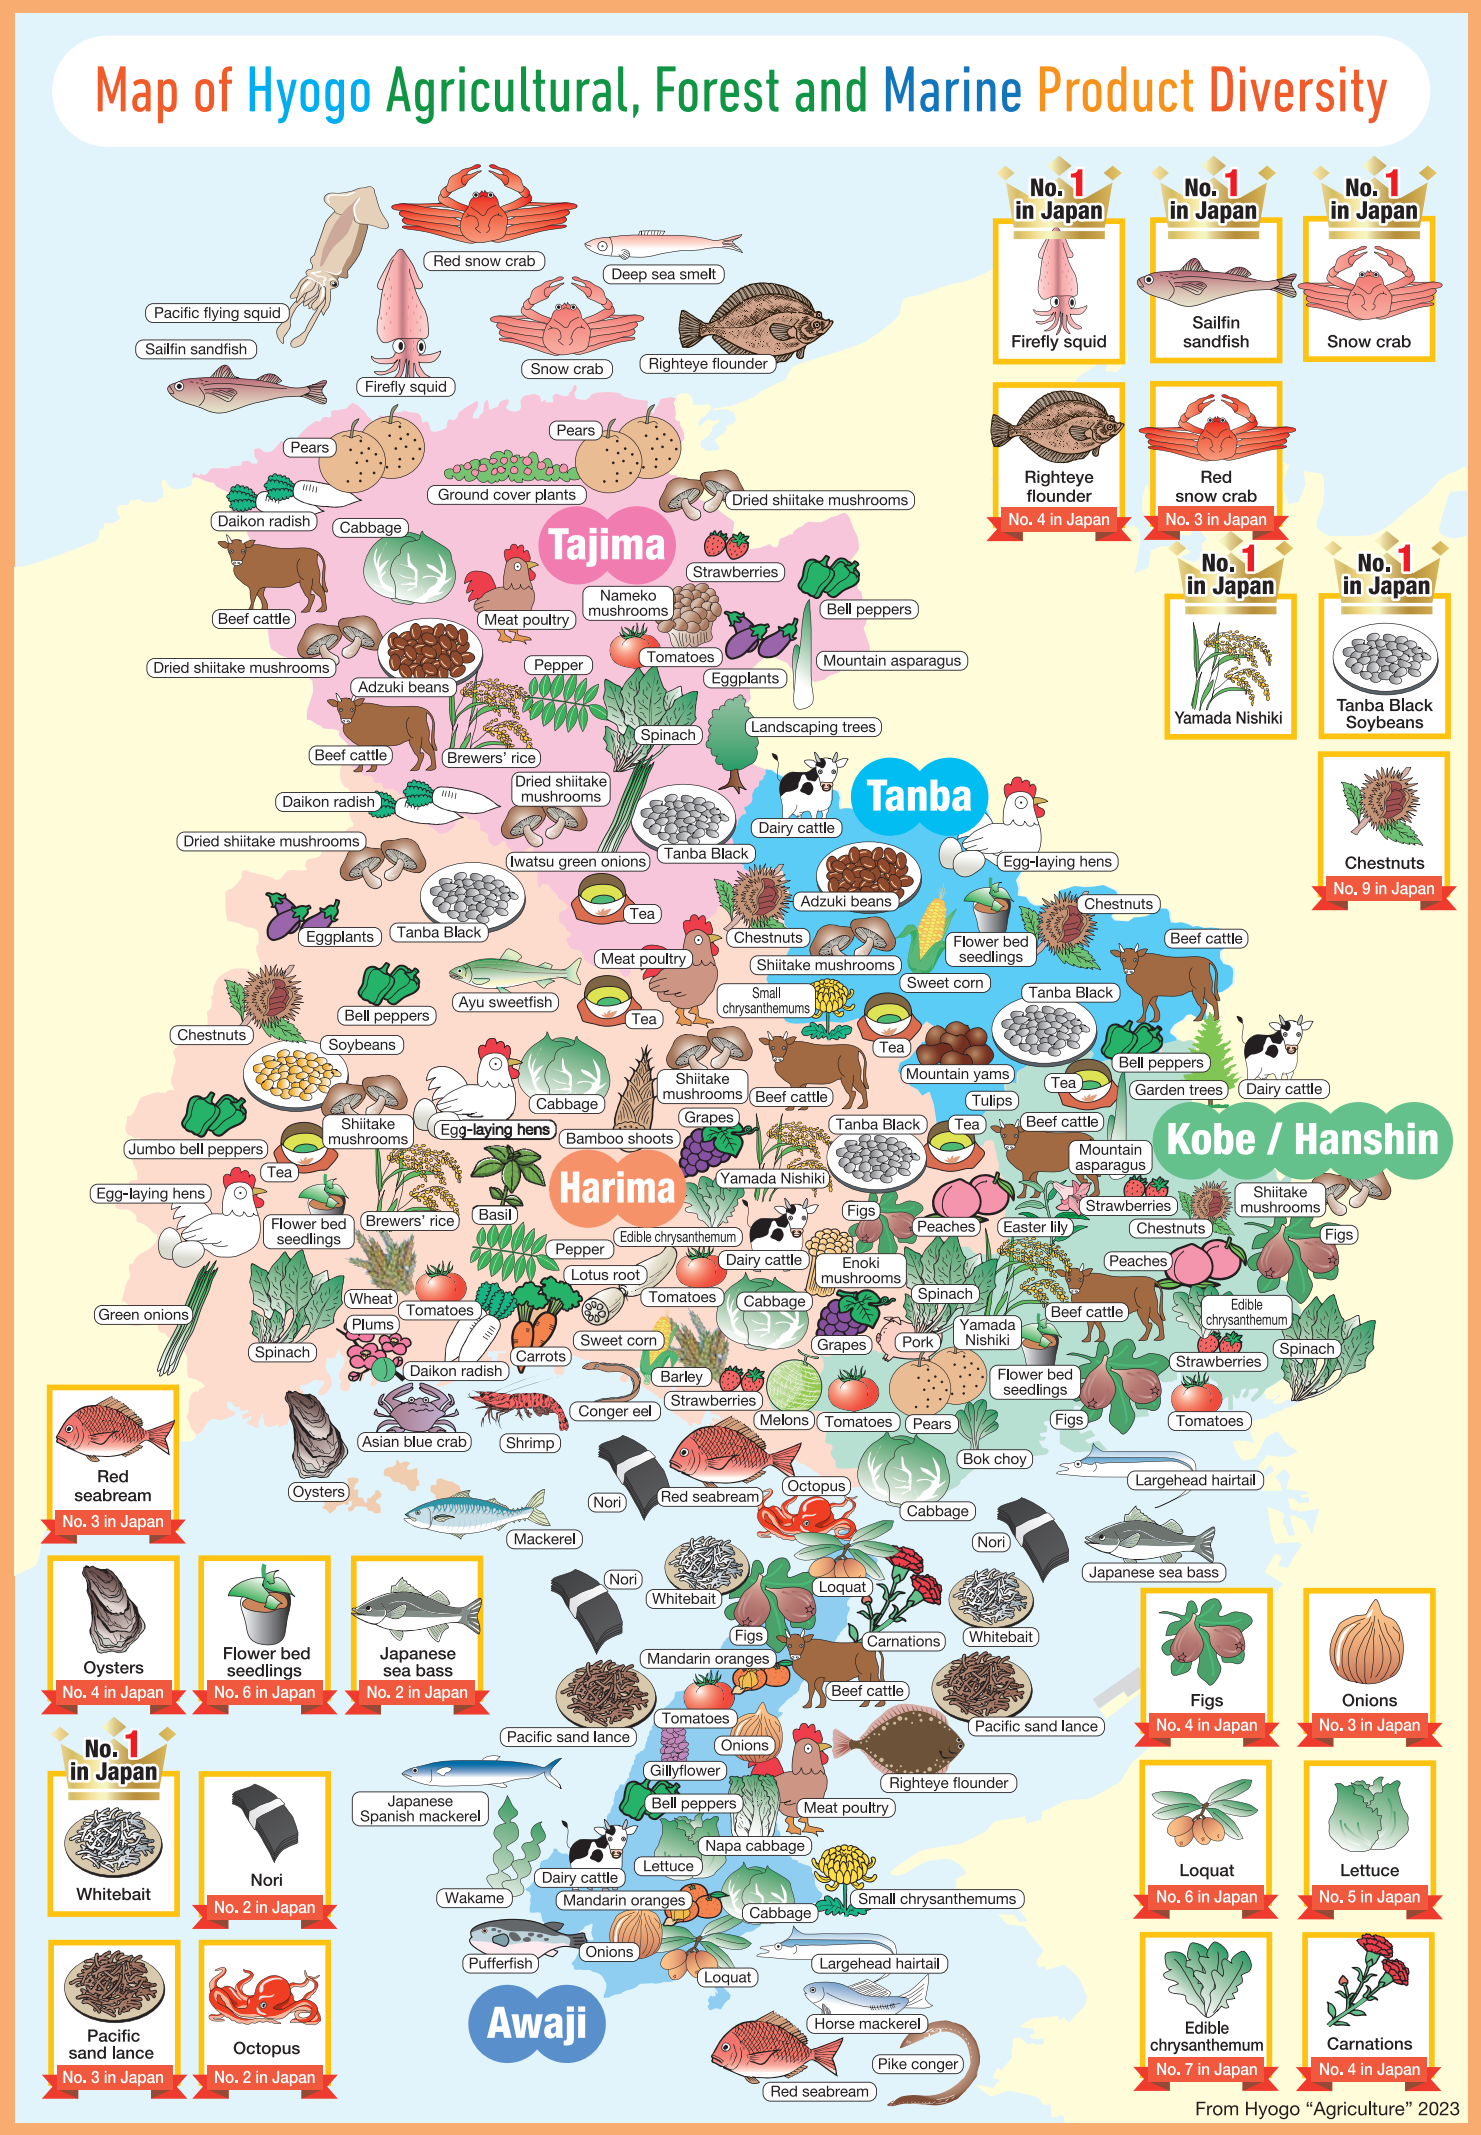 Map of Hyogo Agricultural, Forest and Marine Product Diversity
Red snow crab
Deep sea smelt
Pacific flying squid
Sailfin sandfish
Firefly squid
Snow crab
Righteye flounder
No. 1
in Japan
Firefly squid
No. 1
in Japan
Sailfin
sandfish
No. 1
in Japan
Snow crab
Righteye
flounder
No. 4 in Japan
Red
snow crab
No. 3 in Japan
No. 1
in Japan
Yamada Nishiki
No. 1
in Japan
Tanba Black
Soybeans
Chestnuts
No. 9 in Japan
Pears
Pears
Ground cover plants
Dried shiitake mushrooms
Daikon radish
Cabbage
Tajima
Strawberries
Beef cattle
Meat poultry
Nameko
mushrooms
Bell peppers
Dried shiitake mushrooms
Adzuki beans
Pepper
Tomatoes
Eggplants
Mountain asparagus
Beef cattle
Brewers' rice
Spinach
Landscaping trees
Daikon radish
Dried shiitake
mushrooms
Dairy cattle
Tanba
Dried shiitake mushrooms
Iwatsu green onions
Tanba Black
Egg-laying hens
Eggplants
Tanba Black
Tea
Adzuki beans
Chestnuts
Chestnuts
Meat poultry
Shiitake mushrooms
Flower bed
seedlings
Beef cattle
Ayu sweetfish
Sweet corn
Tanba Black
Bell peppers
Tea
Small
chrysanthemums
Chestnuts
Soybeans
Tea
Mountain yams
Bell peppers
Tea
Garden trees
Dairy cattle
Shiitake
mushrooms
Cabbage
Beef cattle
Tulips
Egg-laying hens
Bamboo shoots
Grapes
Tanba Black
Tea
Beef cattle
Kobe / Hanshin
Jumbo bell peppers
Tea
Shiitake
mushrooms
Mountain
asparagus
Egg-laying hens
Flower bed
seedlings
Brewers' rice
Basil
Harima
Yamada Nishiki
Figs
Peaches
Easter lily
Strawberries
Chestnuts
Shiitake
mushrooms
Figs
Edible chrysanthemum
Pepper
Dairy cattle
Enoki
mushrooms
Peaches
Lotus root
Wheat
Tomatoes
Tomatoes
Cabbage
Spinach
Beef cattle
Edible
chrysanthemum
Green onions
Plums
Spinach
Sweet corn
Grapes
Pork
Yamada
Nishiki
Strawberries
Spinach
Daikon radish
Carrots
Barley
Flower bed
seedlings
Strawberries
Conger eel
Melons
Tomatoes
Pears
Figs
Tomatoes
Asian blue crab
Shrimp
Bok choy
Largehead hairtail
Oysters
Nori
Red seabream
Octopus
Cabbage
Mackerel
Nori
Japanese sea bass
Red
seabream
No. 3 in Japan
Oysters
No. 4 in Japan
Flower bed
seedlings
No. 6 in Japan
Japanese
sea bass
No. 2 in Japan
No. 1
in Japan
Whitebait
Nori
No. 2 in Japan
Pacific
sand lance
No. 3 in Japan
Octopus
No. 2 in Japan
Nori
Whitebait
Loquat
Figs
Carnations
Whitebait
Mandarin oranges
Beef cattle
Pacific sand lance
Tomatoes
Onions
Pacific sand lance
Gillyflower
Righteye flounder
Japanese
Spanish mackerel
Bell peppers
Meat poultry
Napa cabbage
Lettuce
Dairy cattle
Wakame
Mandarin oranges
Cabbage
Small chrysanthemums
Pufferfish
Onions
Loquat
Largehead hairtail
Awaji
Horse mackerel
Pike conger
Red seabream
Figs
No. 4 in Japan
Onions
No. 3 in Japan
Loquat
No. 6 in Japan
Lettuce
No. 5 in Japan
Edible
chrysanthemum
No. 7 in Japan
Carnations
No. 4 in Japan
From Hyogo “Agriculture” 2023